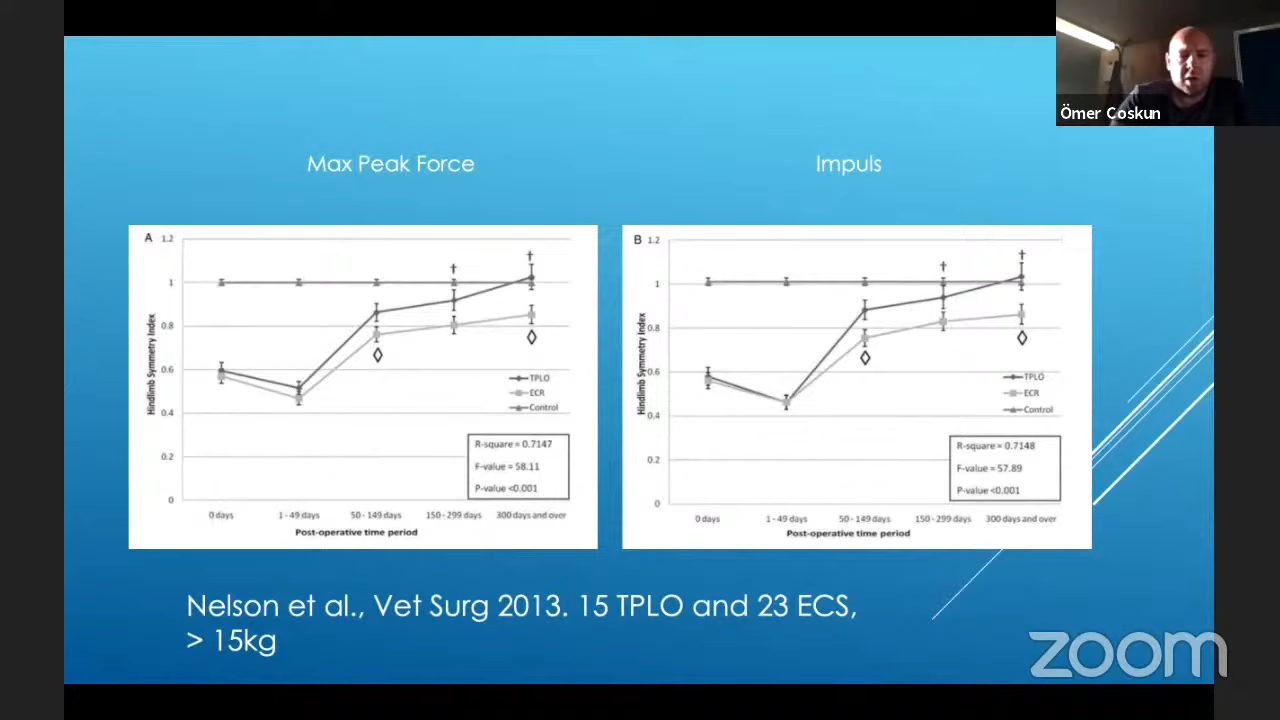 Ömer Coskun
Max Peak Force
Impuls
A
1.2
1
0.8
0.6
0.4
0.2
0
Hindlimb Symmetry Index
TPLO
ECR
Control
R-square = 0.7147
F-value = 58.11
P-value <0.001
0 days
1 - 49 days
50 - 149 days
150 - 299 days
300 days and over
Post-operative time period
†
†
◊
◊
B
1.2
1
0.8
0.6
0.4
0.2
0
Hindlimb Symmetry Index
TPLO
ECR
Control
R-square = 0.7148
F-value = 57.89
P-value <0.001
0 days
1 - 49 days
50 - 149 days
150 - 299 days
300 days and over
Post-operative time period
†
†
◊
◊
Nelson et al., Vet Surg 2013. 15 TPLO and 23 ECS,
> 15kg
zoom